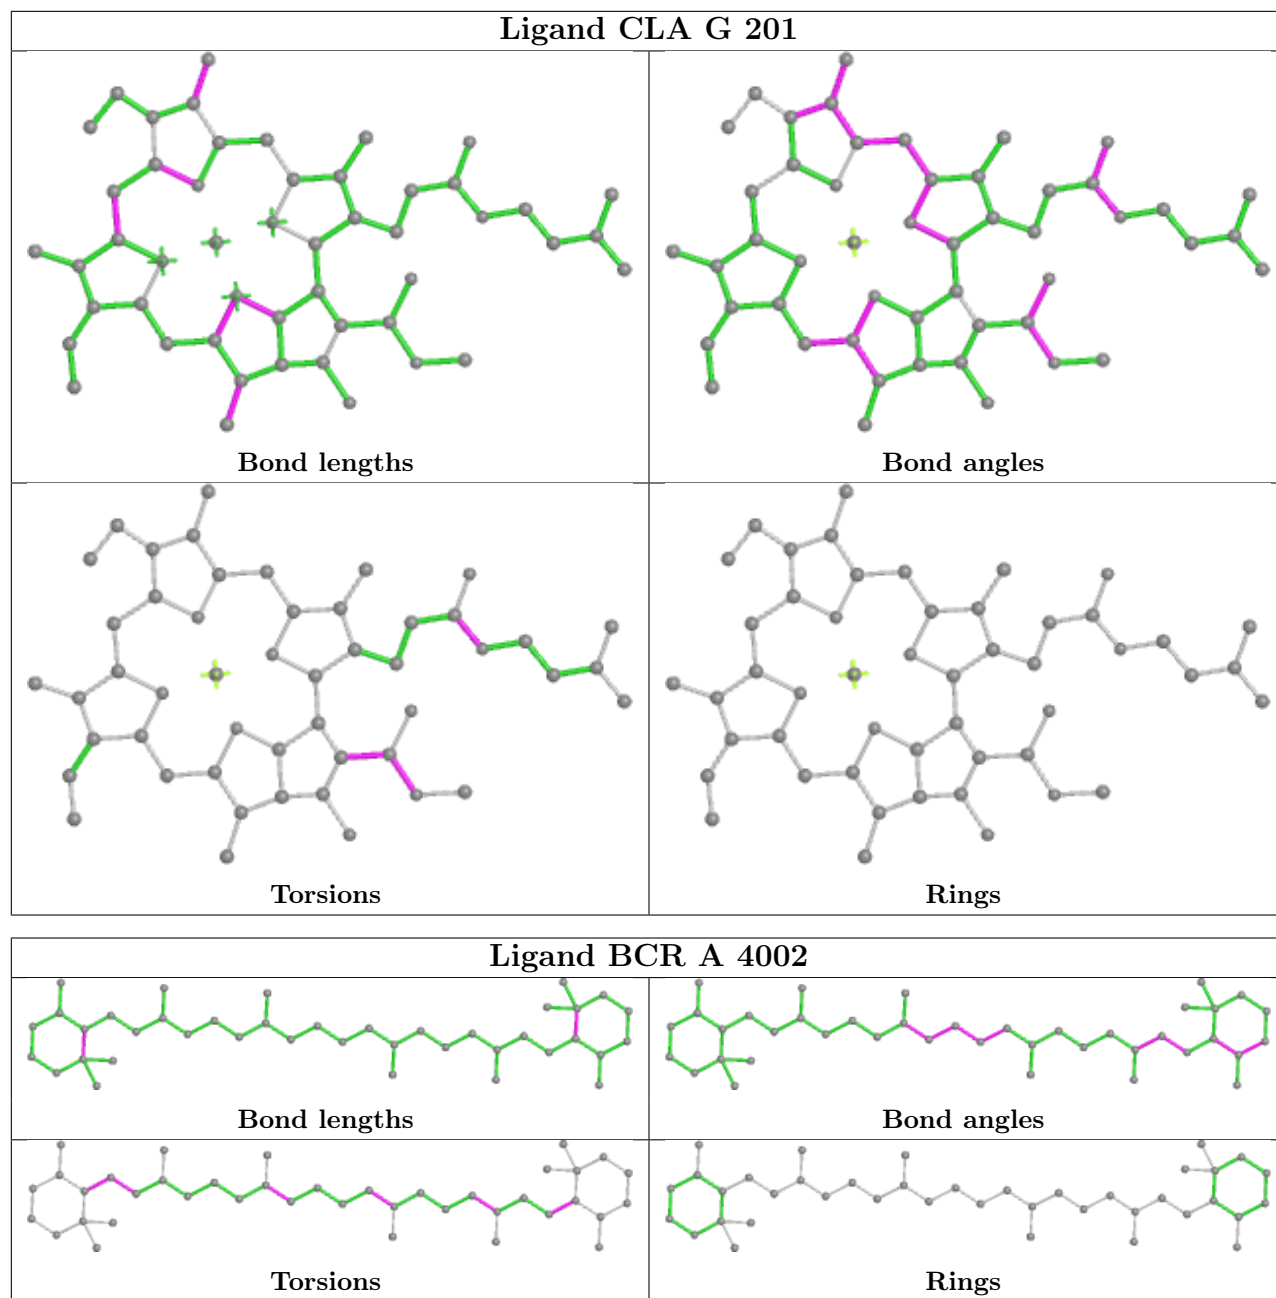 Ligand CLA G 201
Bond lengths
Bond angles
Torsions
Rings
Ligand BCR A 4002
Bond lengths
Bond angles
Torsions
Rings